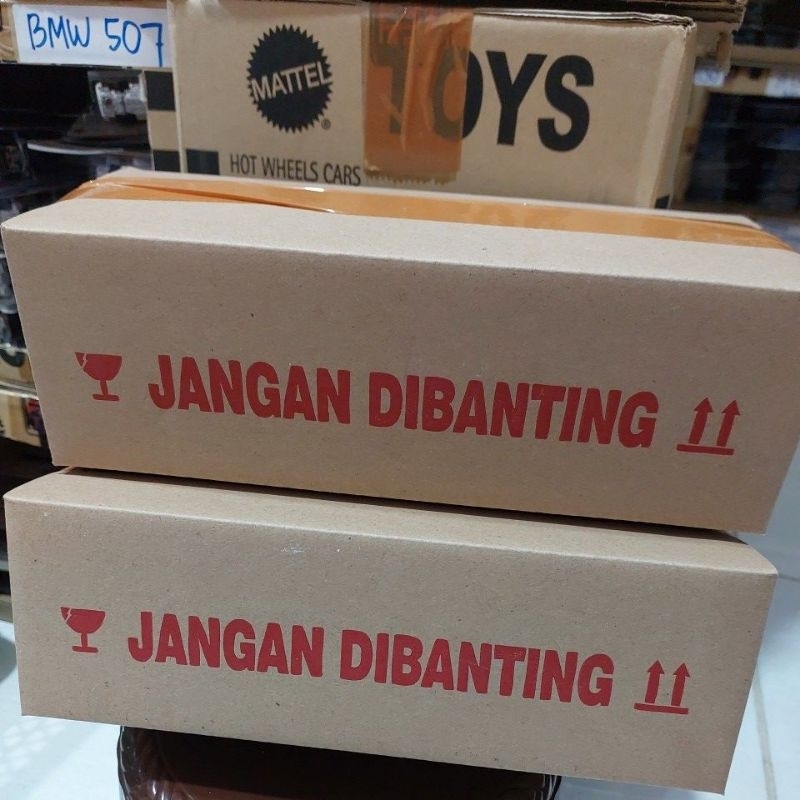 BMW 507
MATTEL
®
TOYS
HOT WHEELS CARS
JANGAN DIBANTING
JANGAN DIBANTING